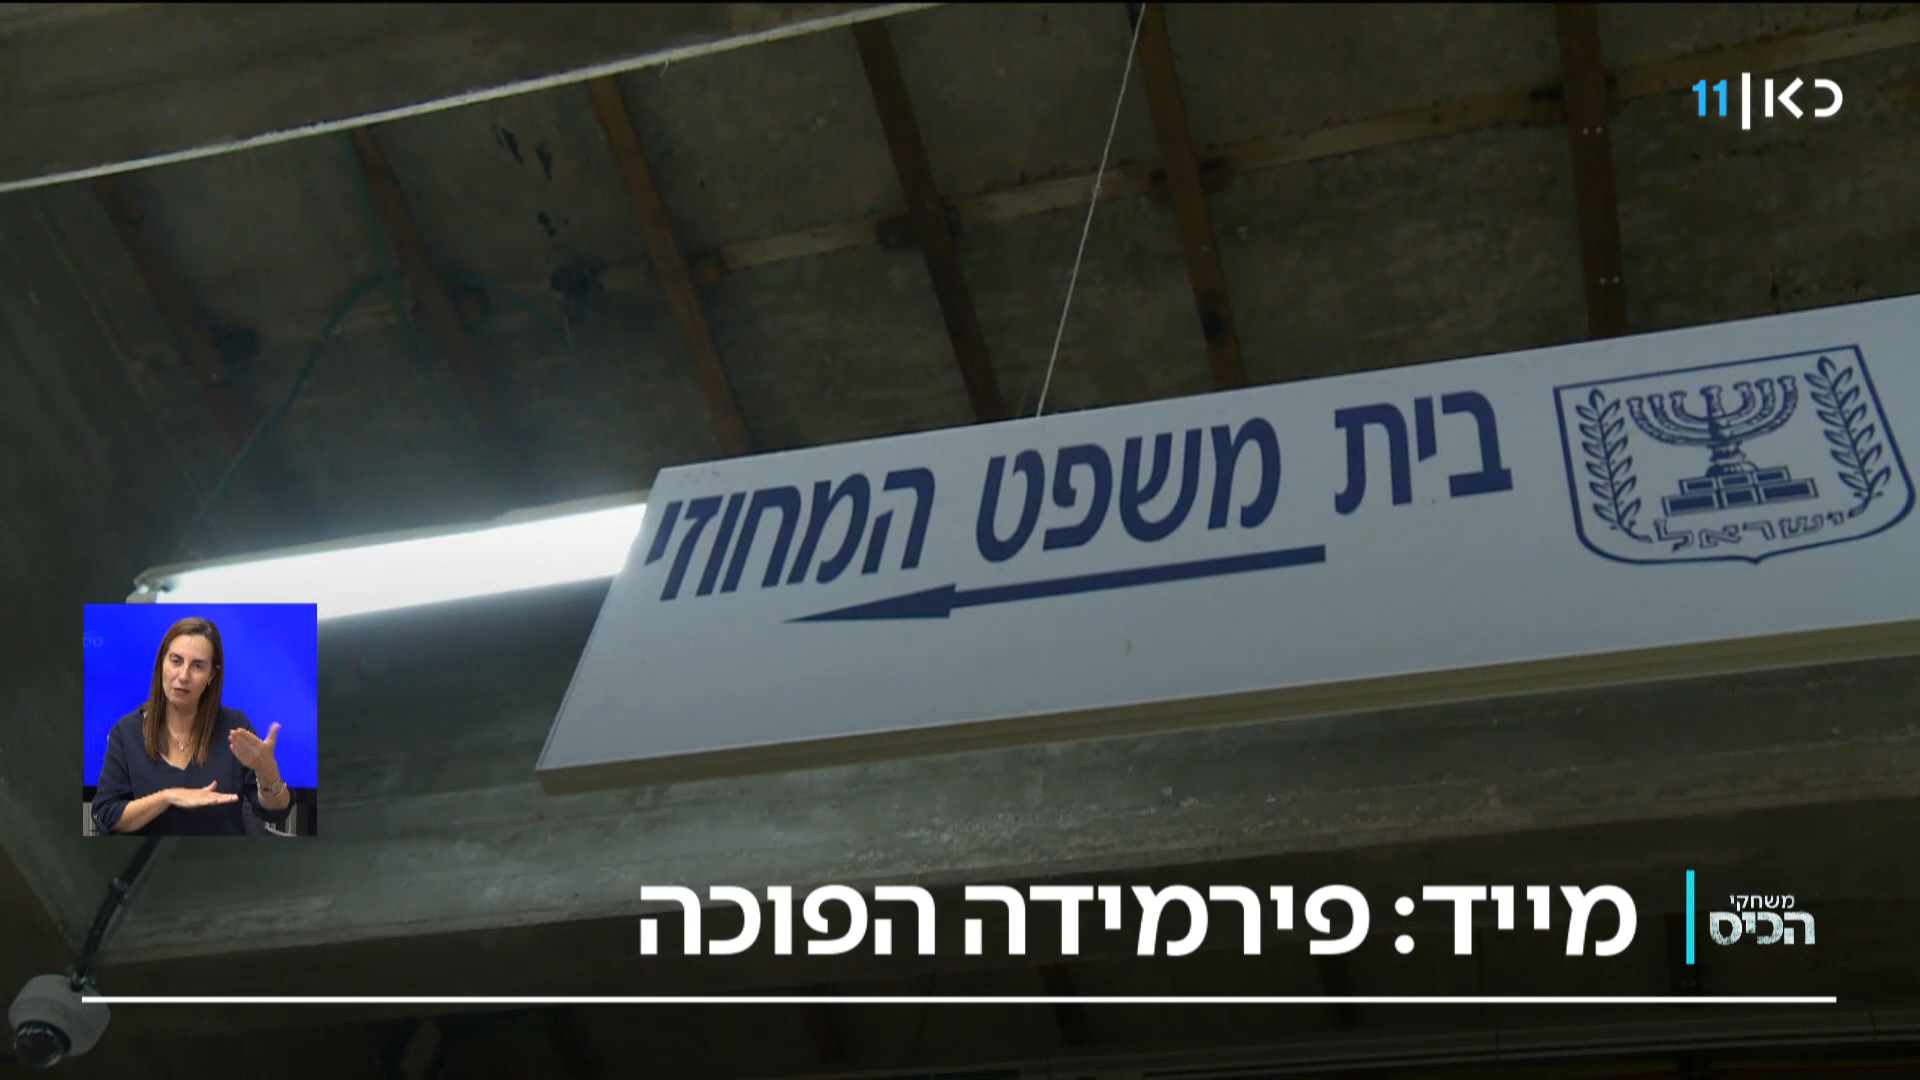 כאן 11
בית משפט המחוזי
ישראל
מייד: פירמידה הפוכה
משחקי
הכיס